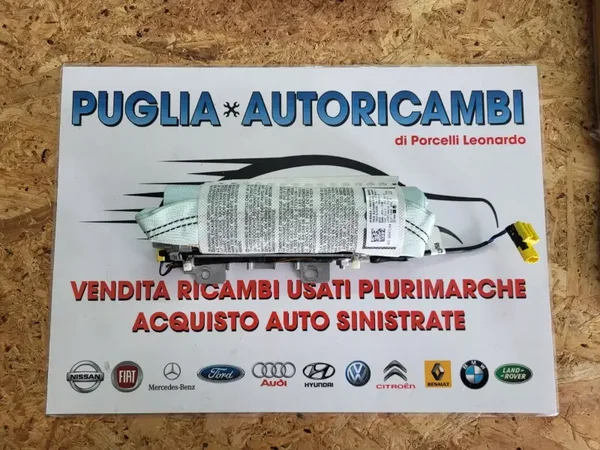 PUGLIA AUTORICAMBI
di Porcelli Leonardo
VENDITA RICAMBI USATI PLURIMARCHE
ACQUISTO AUTO SINISTRATE
NISSAN FIAT Mercedes-Benz Ford Audi HYUNDAI CITROËN RENAULT BMW LAND ROVER